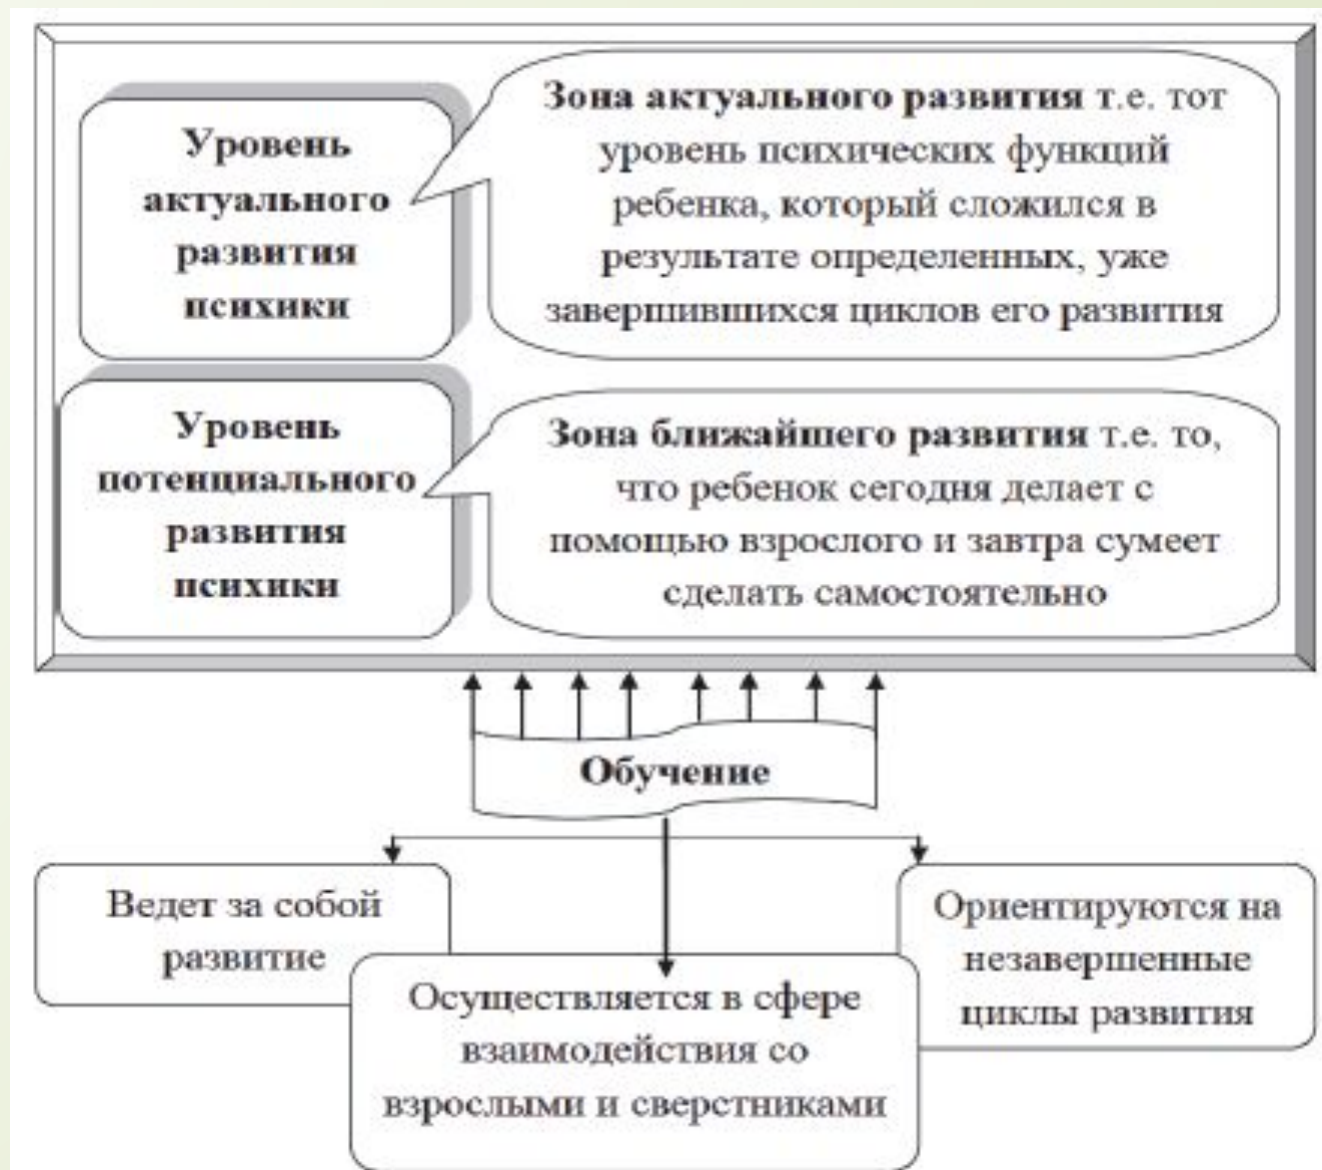 Уровень
актуального
развития
психики
Зона актуального развития т.е. тот
уровень психических функций
ребенка, который сложился в
результате определенных, уже
завершившихся циклов его развития
Уровень
потенциального
развития
психики
Зона ближайшего развития т.е. то,
что ребенок сегодня делает с
помощью взрослого и завтра сумеет
сделать самостоятельно
Обучение
Ведет за собой
развитие
Осуществляется в сфере
взаимодействия со
взрослыми и сверстниками
Ориентируются на
незавершенные
циклы развития